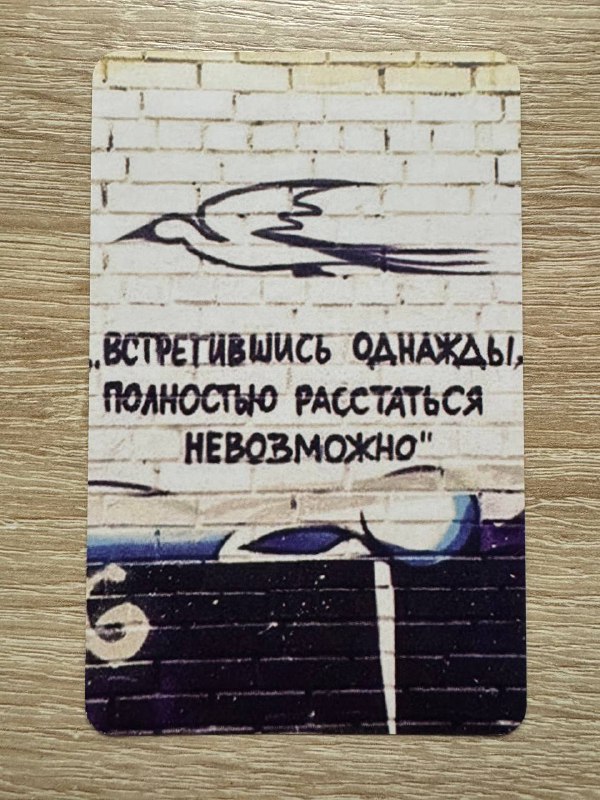 „ВСТРЕТИВШИСЬ ОДНАЖДЫ,
ПОЛНОСТЬЮ РАССТАТЬСЯ
НЕВОЗМОЖНО"